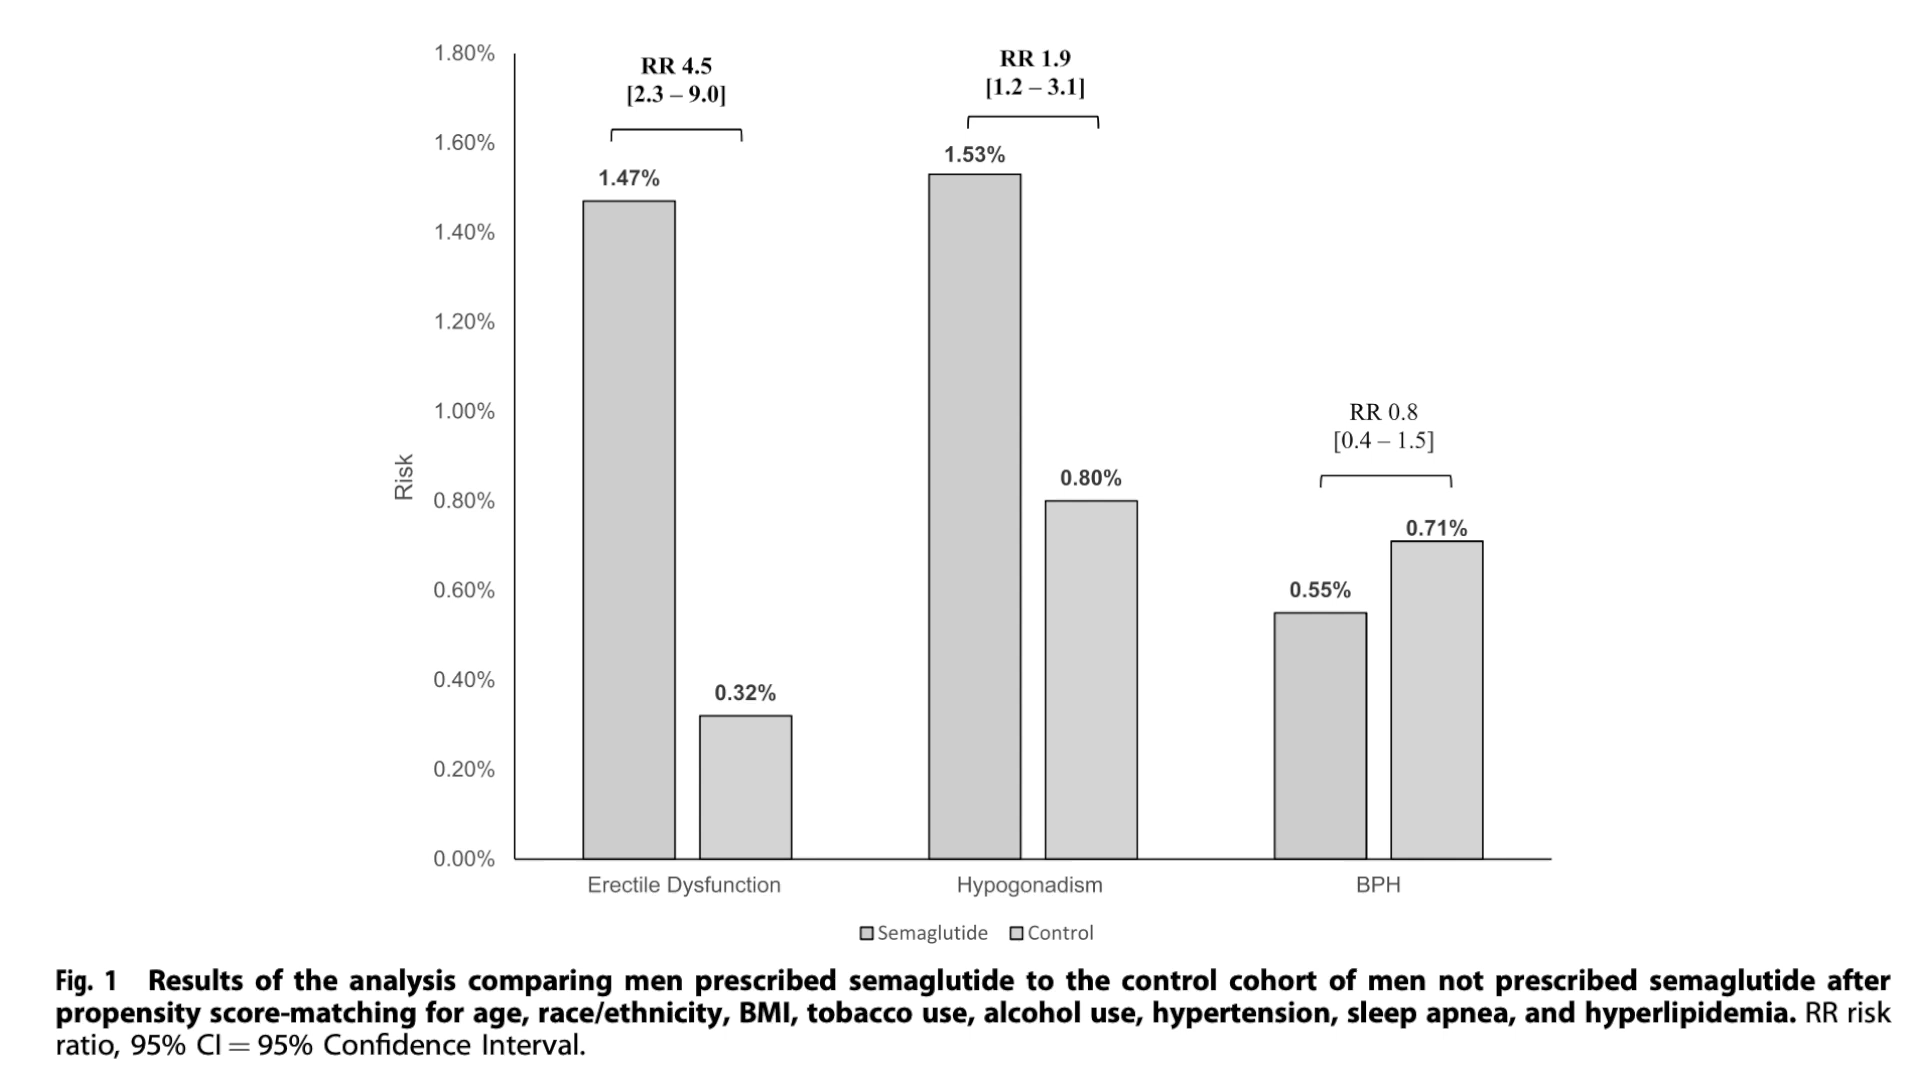 1.80%
1.60%
1.40%
1.20%
1.00%
0.80%
0.60%
0.40%
0.20%
0.00%
Risk
RR 4.5
[2.3 – 9.0]
1.47%
0.32%
RR 1.9
[1.2 – 3.1]
1.53%
0.80%
RR 0.8
[0.4 – 1.5]
0.55%
0.71%
Erectile Dysfunction
Hypogonadism
BPH
Semaglutide
Control
Fig. 1 Results of the analysis comparing men prescribed semaglutide to the control cohort of men not prescribed semaglutide after
propensity score-matching for age, race/ethnicity, BMI, tobacco use, alcohol use, hypertension, sleep apnea, and hyperlipidemia. RR risk
ratio, 95% CI = 95% Confidence Interval.